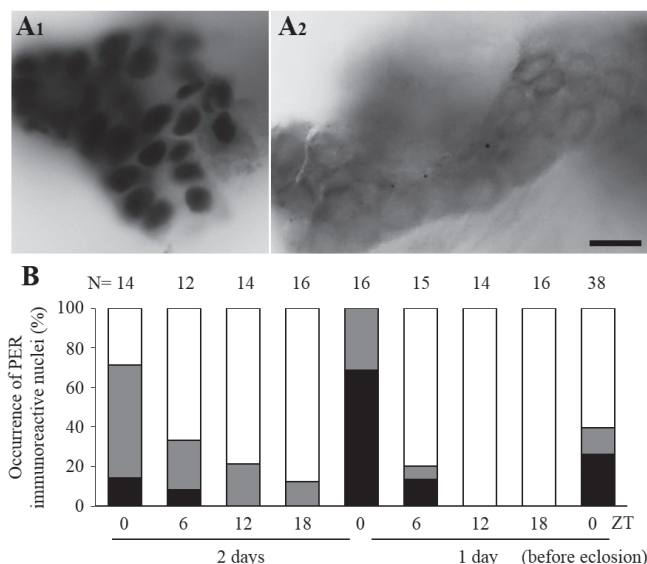 A1 A2
B
N= 14 12 14 16 16 15 14 16 38
Occurrence of PER
immunoreactive nuclei (%)
100
80
60
40
20
0
0 6 12 18 0 6 12 18 0 ZT
2 days 1 day (before eclosion)